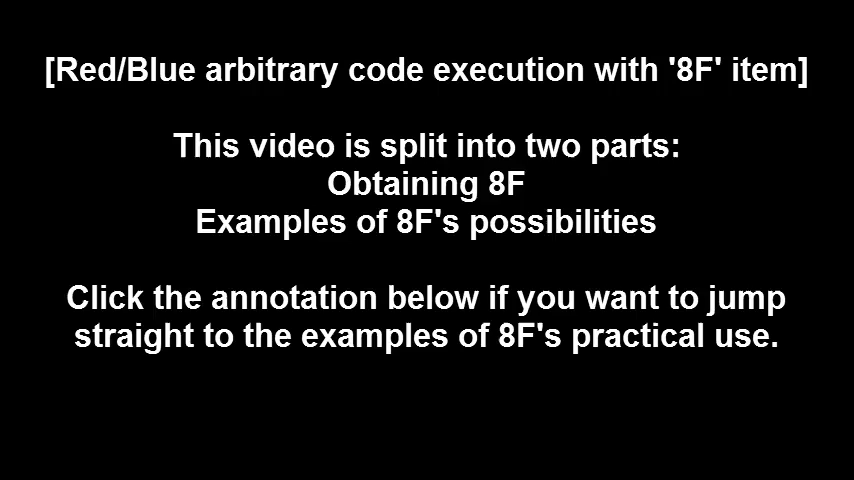 [Red/Blue arbitrary code execution with '8F' item]
This video is split into two parts:
Obtaining 8F
Examples of 8F's possibilities
Click the annotation below if you want to jump
straight to the examples of 8F's practical use.